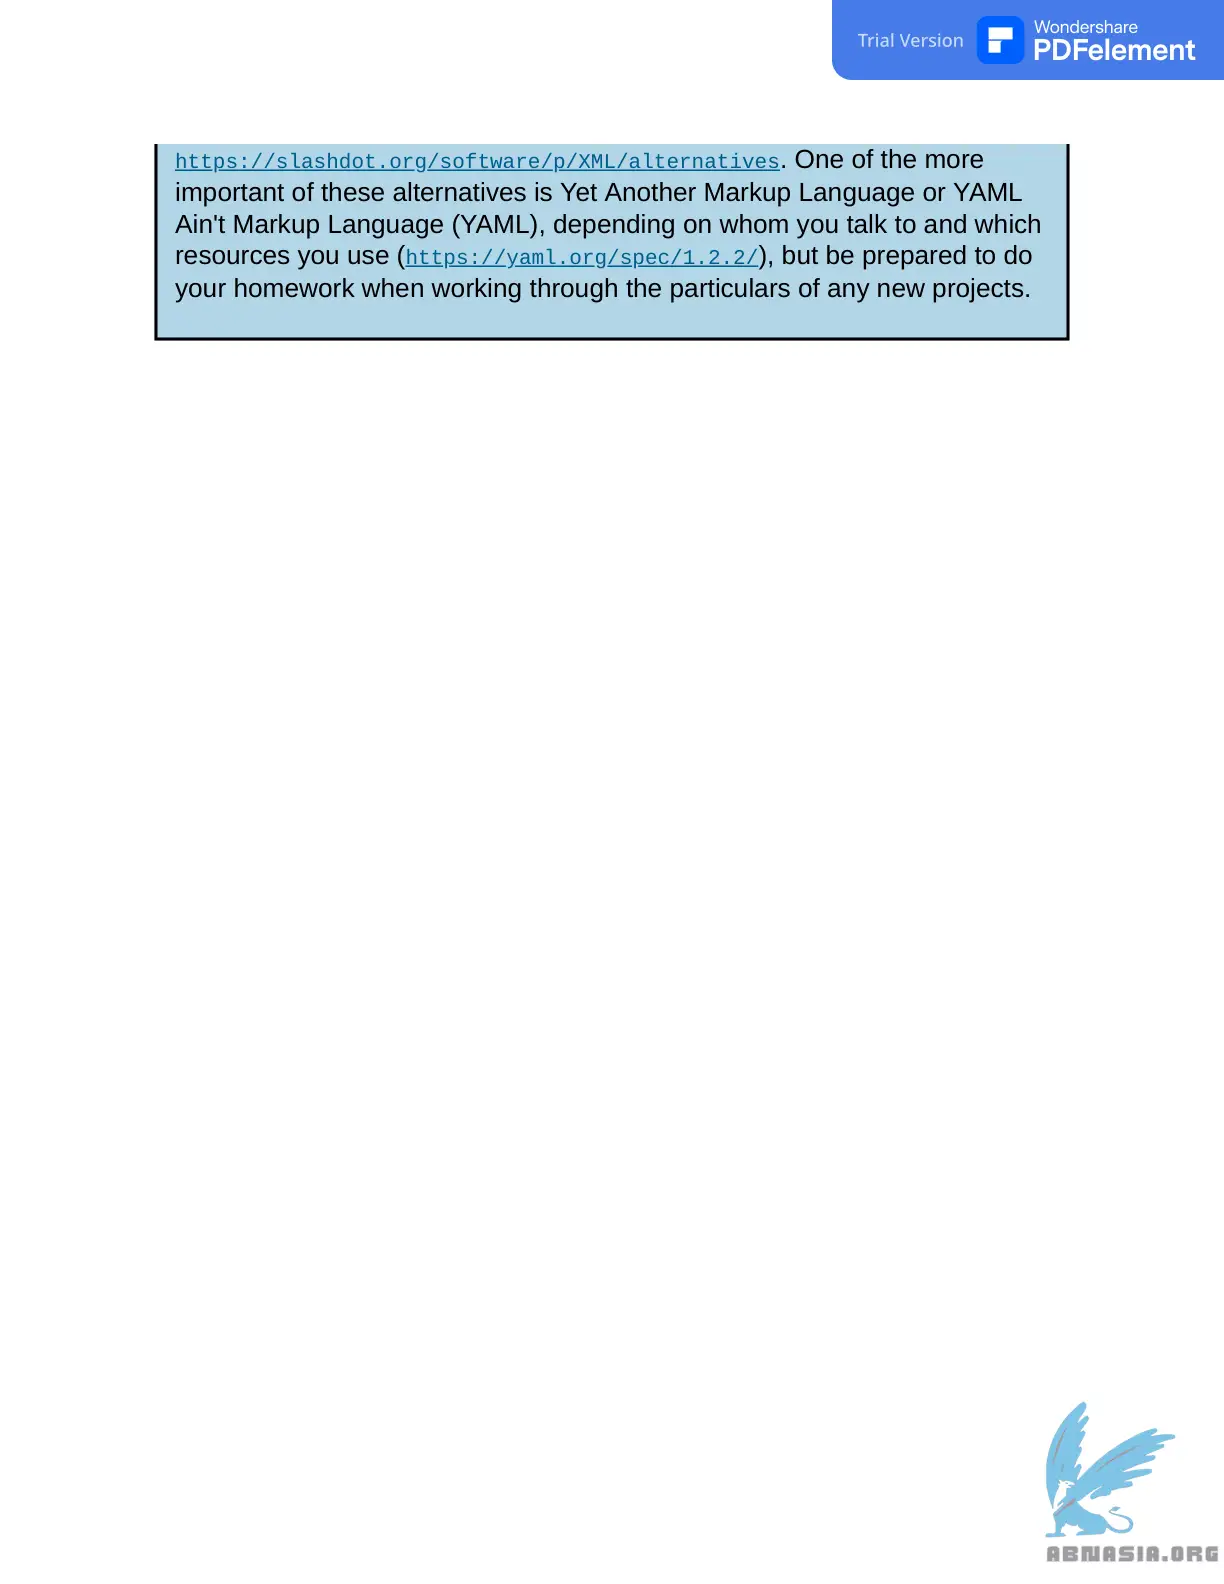 Trial Version
Wondershare
PDFelement
https://slashdot.org/software/p/XML/alternatives. One of the more
important of these alternatives is Yet Another Markup Language or YAML
Ain't Markup Language (YAML), depending on whom you talk to and which
resources you use (https://yaml.org/spec/1.2.2/), but be prepared to do
your homework when working through the particulars of any new projects.
ABNASIA.ORG